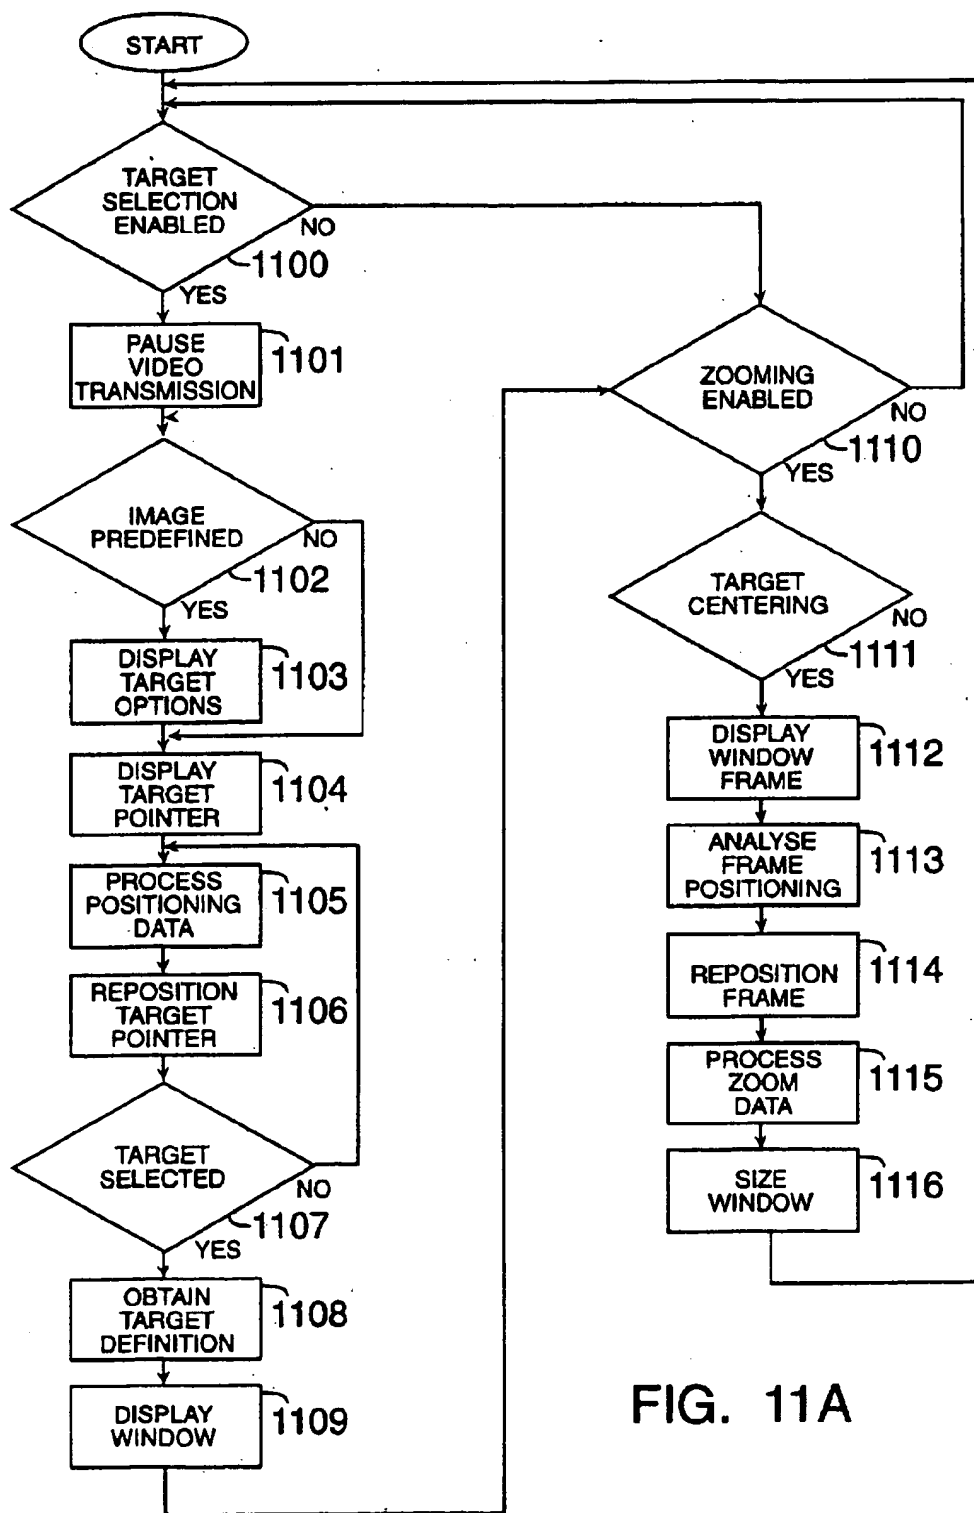 START
TARGET
SELECTION
ENABLED
NO
1100
YES
PAUSE
VIDEO
TRANSMISSION
1101
IMAGE
PREDEFINED
NO
1102
YES
DISPLAY
TARGET
OPTIONS
1103
DISPLAY
TARGET
POINTER
1104
PROCESS
POSITIONING
DATA
1105
REPOSITION
TARGET
POINTER
1106
TARGET
SELECTED
NO
1107
YES
OBTAIN
TARGET
DEFINITION
1108
DISPLAY
WINDOW
1109
ZOOMING
ENABLED
NO
1110
YES
TARGET
CENTERING
NO
1111
YES
DISPLAY
WINDOW
FRAME
1112
ANALYSE
FRAME
POSITIONING
1113
REPOSITION
FRAME
1114
PROCESS
ZOOM
DATA
1115
SIZE
WINDOW
1116
FIG. 11A